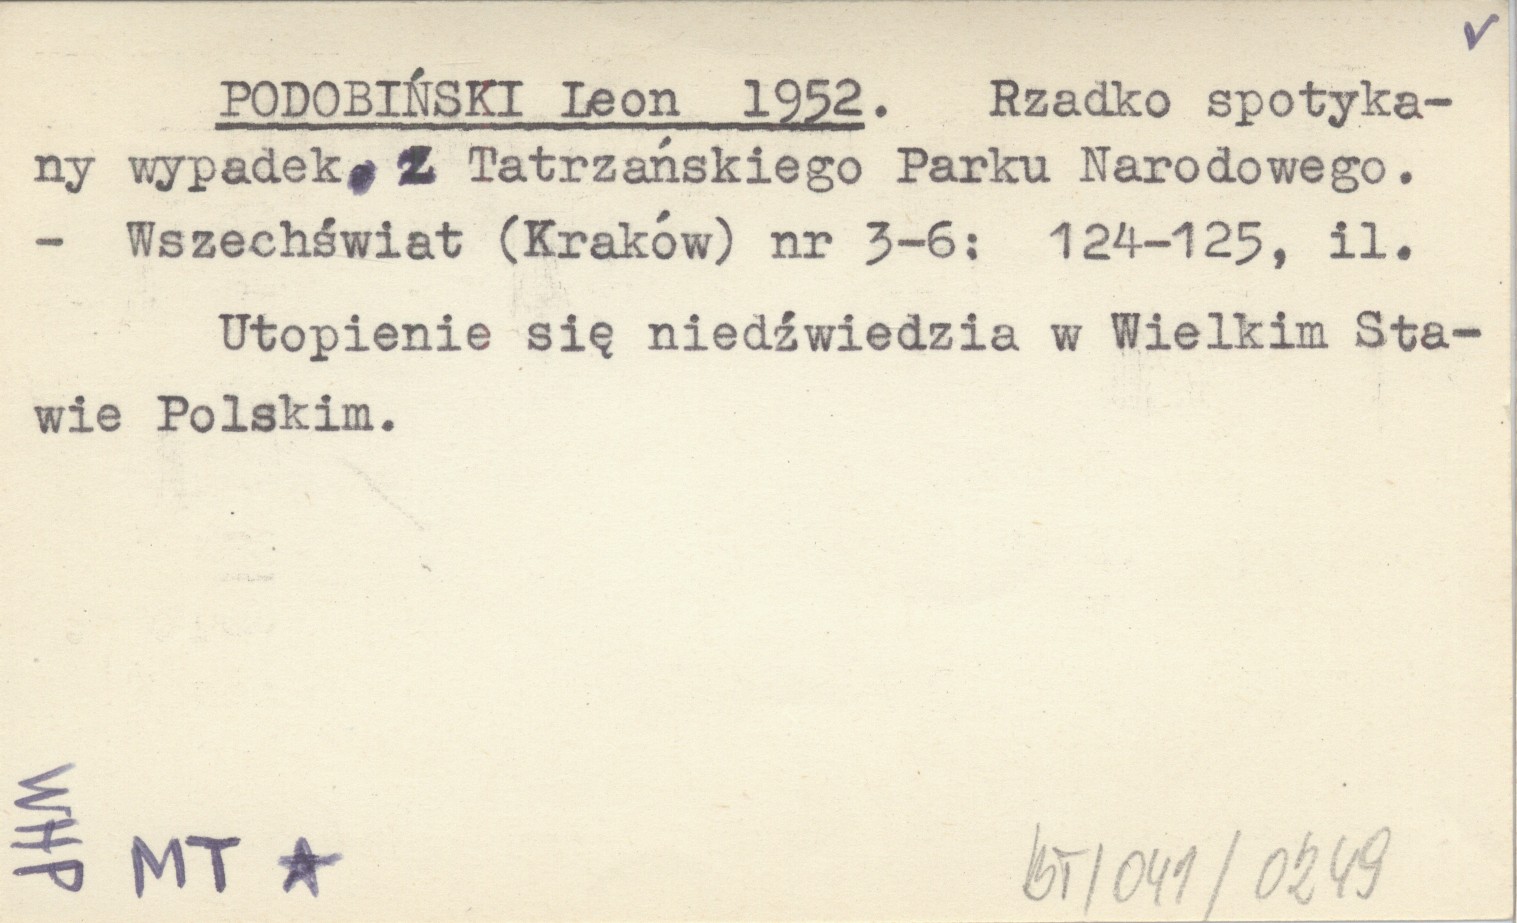 PODOBIŃSKI Leon 1952. Rzadko spotyka-
ny wypadek. Z Tatrzańskiego Parku Narodowego.
- Wszechświat (Kraków) nr 3-6: 124-125, il.
Utopienie się niedźwiedzia w Wielkim Sta-
wie Polskim.
WHP
MT
BT/041/0249